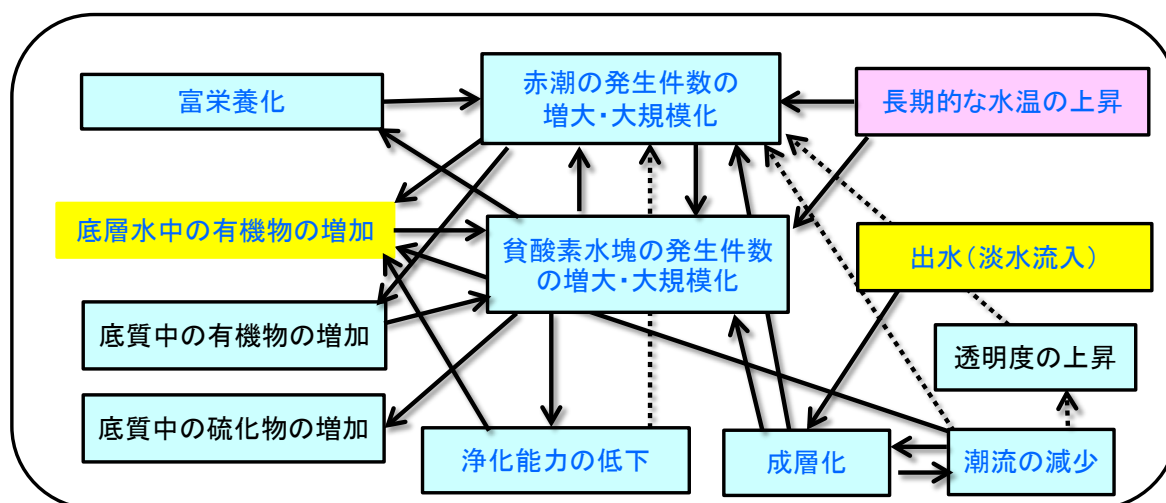 富栄養化
赤潮の発生件数の
増大・大規模化
長期的な水温の上昇
底層水中の有機物の増加
貧酸素水塊の発生件数
の増大・大規模化
出水(淡水流入)
底質中の有機物の増加
透明度の上昇
底質中の硫化物の増加
浄化能力の低下
成層化
潮流の減少